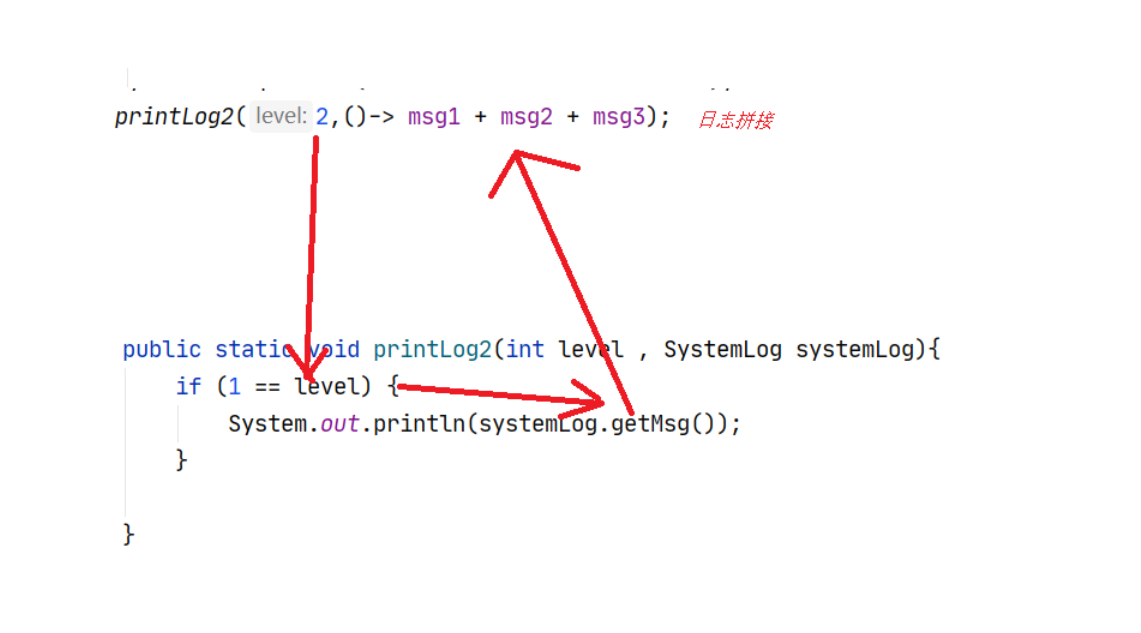 printLog2( level: 2,()-> msg1 + msg2 + msg3); 日志拼接
public static void printLog2(int level , SystemLog systemLog){
if (1 == level) {
System.out.println(systemLog.getMsg());
}
}